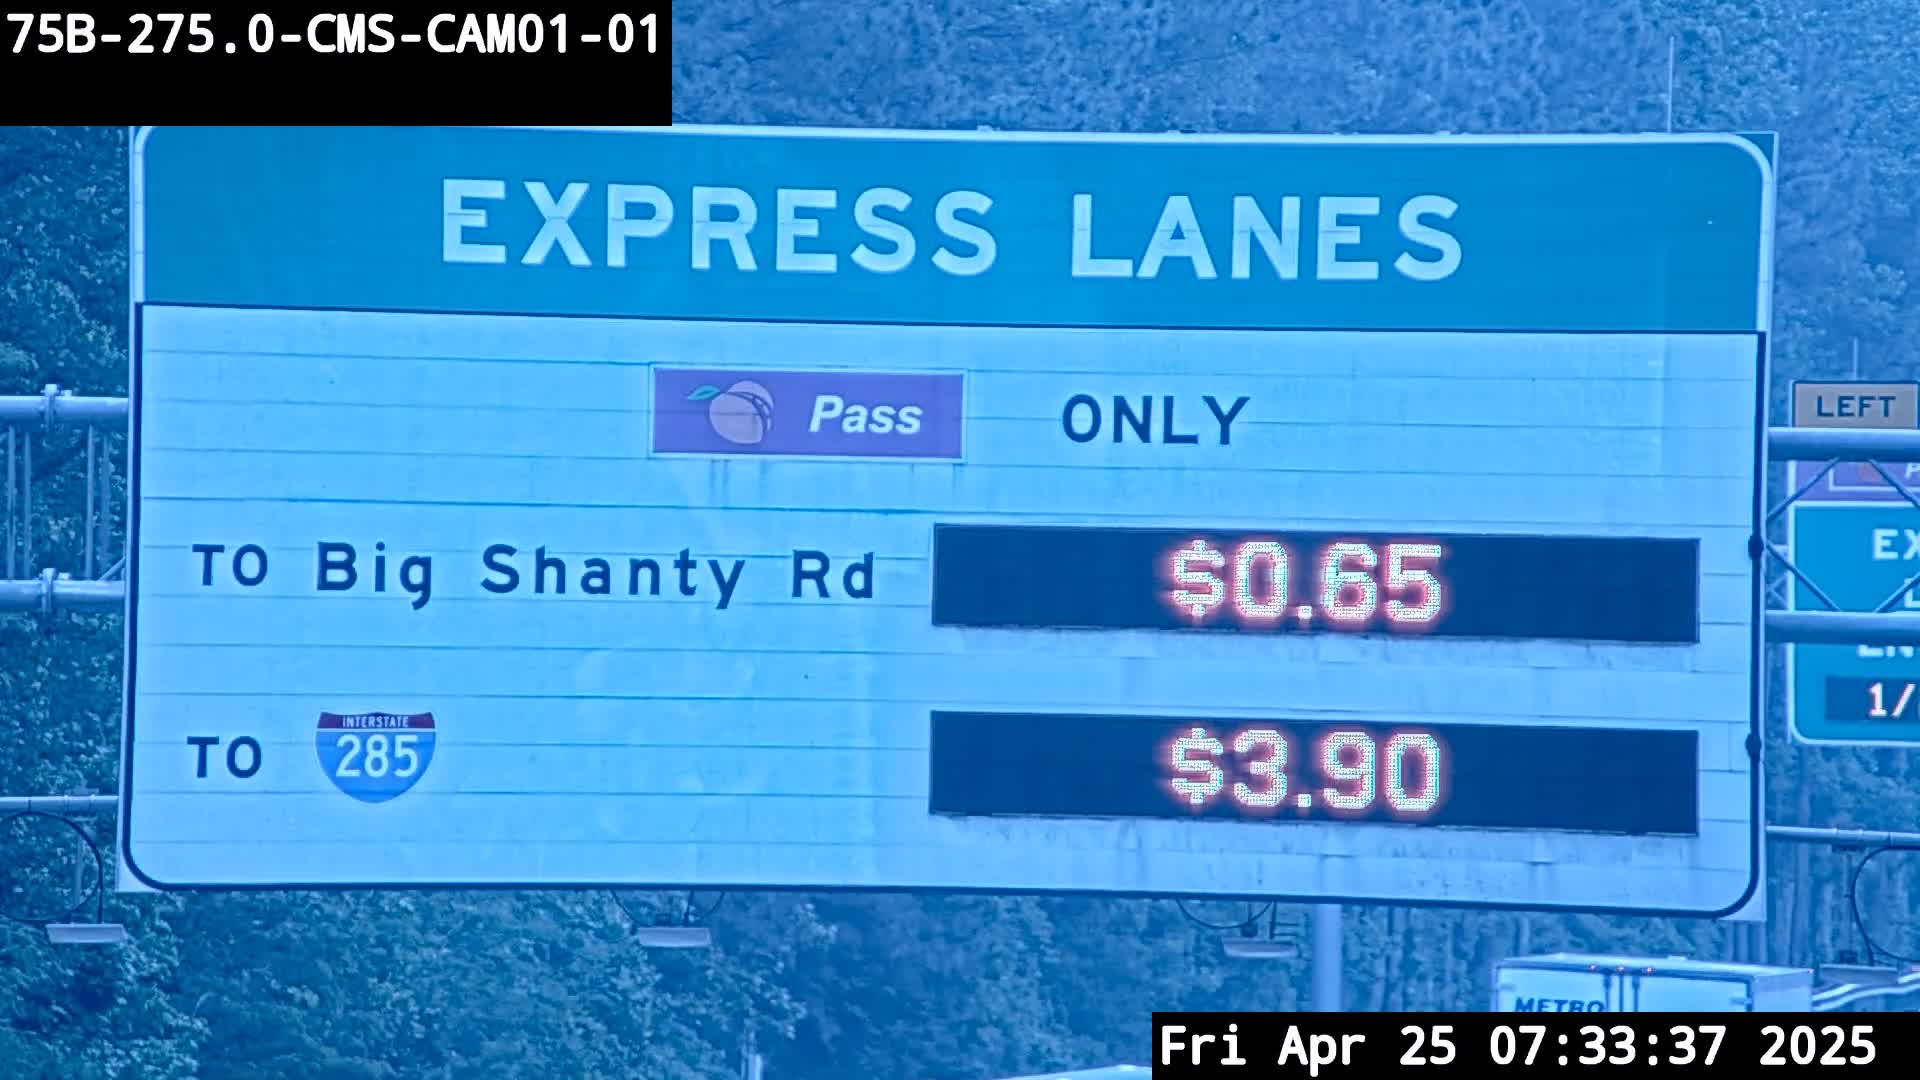 75B-275.0-CMS-CAM01-01
EXPRESS LANES
Pass ONLY
TO Big Shanty Rd $0.65
TO INTERSTATE 285 $3.90
LEFT
METRO
Fri Apr 25 07:33:37 2025